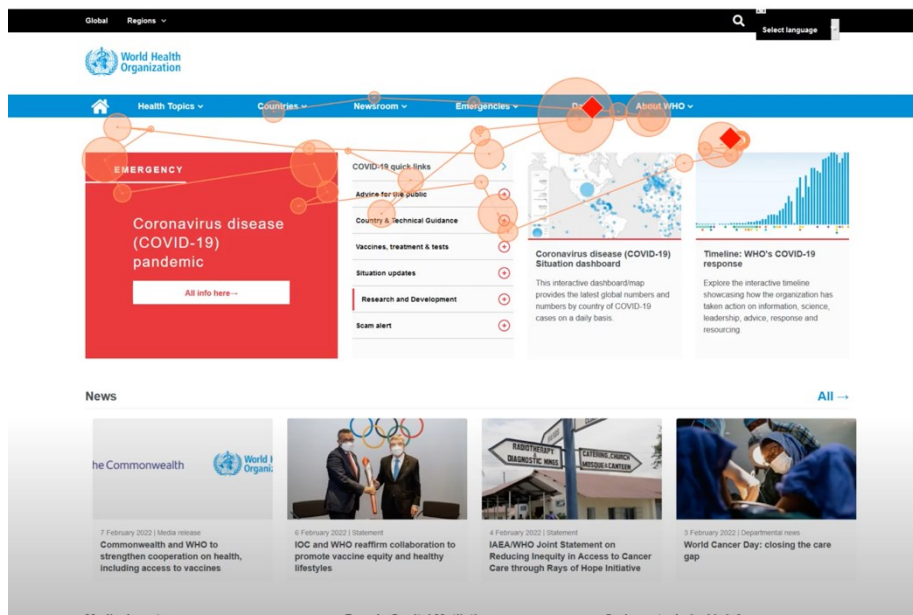 Global Regions
Select language
World Health
Organization
Health Topics Countries Newsroom Emergencies About WHO
EMERGENCY
Coronavirus disease
(COVID-19)
pandemic
All info here→
COVID-19 quick links
Advice for the public
Country & Technical Guidance
Vaccines, treatment & tests
Situation updates
Research and Development
Scam alert
Coronavirus disease (COVID-19)
Situation dashboard
This interactive dashboard/map
provides the latest global numbers and
numbers by country of COVID-19
cases on a daily basis.
Timeline: WHO's COVID-19
response
Explore the interactive timeline
showcasing how the organization has
taken action on information, science,
leadership, advice, response and
resourcing.
News
All →
he Commonwealth
World H
Organi
RADIOTHERAPY
DIAGNOSTIC WINGS
CATERING, CHURCH
MOSQUE & CANTEEN
7 February 2022 | Media release
Commonwealth and WHO to
strengthen cooperation on health,
including access to vaccines
6 February 2022 | Statement
IOC and WHO reaffirm collaboration to
promote vaccine equity and healthy
lifestyles
4 February 2022 | Statement
IAEA/WHO Joint Statement on
Reducing Inequity in Access to Cancer
Care through Rays of Hope Initiative
3 February 2022 | Departmental news
World Cancer Day: closing the care
gap